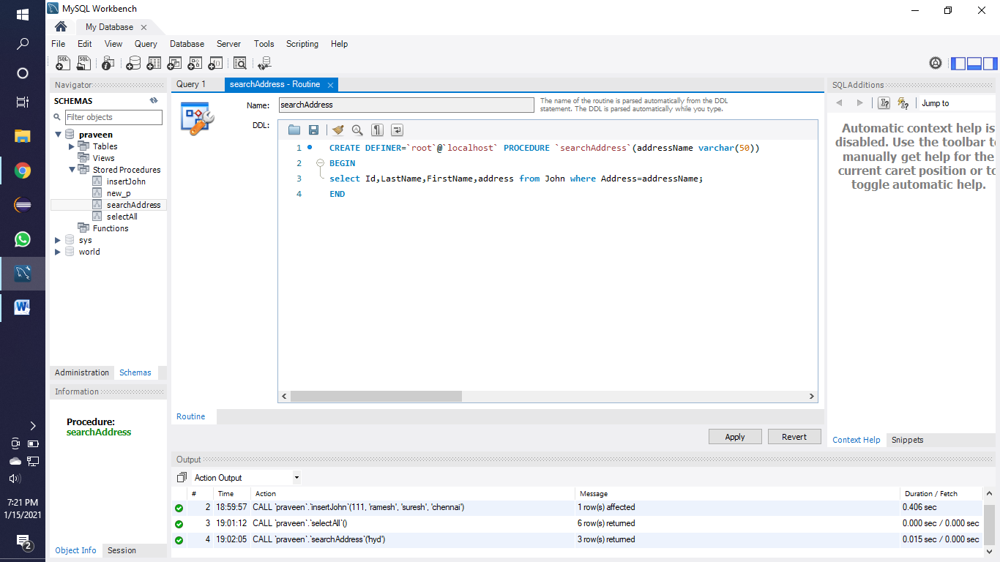 MySQL Workbench
My Database
File Edit View Query Database Server Tools Scripting Help
Navigator
SCHEMAS
Filter objects
praveen
Tables
Views
Stored Procedures
insertJohn
new_p
searchAddress
selectAll
Functions
sys
world
Administration Schemas
Information
Procedure:
searchAddress
Object Info Session
Query 1 searchAddress - Routine
Name: searchAddress
The name of the routine is parsed automatically from the DDL
statement. The DDL is parsed automatically while you type.
DDL:
1 CREATE DEFINER=`root`@`localhost` PROCEDURE `searchAddress`(addressName varchar(50))
2 BEGIN
3 select Id,LastName,FirstName,address from John where Address=addressName;
4 END
Routine
Apply Revert
SQLAdditions
Jump to
Automatic context help is
disabled. Use the toolbar to
manually get help for the
current caret position or to
toggle automatic help.
Context Help Snippets
Output
Action Output
# Time Action Message Duration / Fetch
2 18:59:57 CALL `praveen`.`insertJohn`(111, 'ramesh', 'suresh', 'chennai') 1 row(s) affected 0.406 sec
3 19:01:12 CALL `praveen`.`selectAll`() 6 row(s) returned 0.000 sec / 0.000 sec
4 19:02:05 CALL `praveen`.`searchAddress`('hyd') 3 row(s) returned 0.015 sec / 0.000 sec
7:21 PM
1/15/2021
2